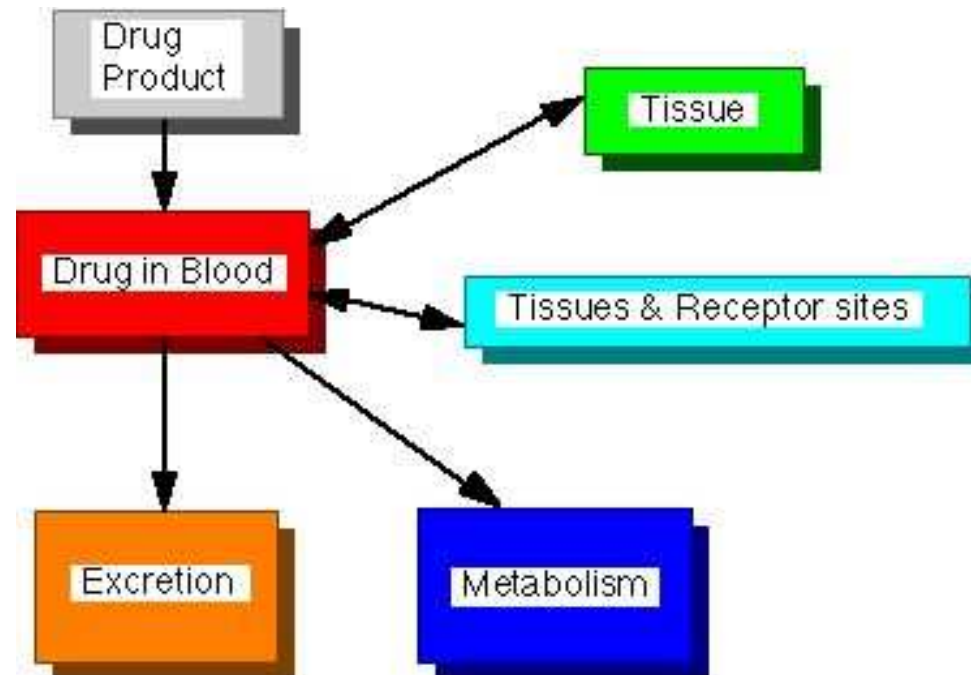 Drug
Product
Tissue
Drug in Blood
Tissues & Receptor sites
Excretion
Metabolism